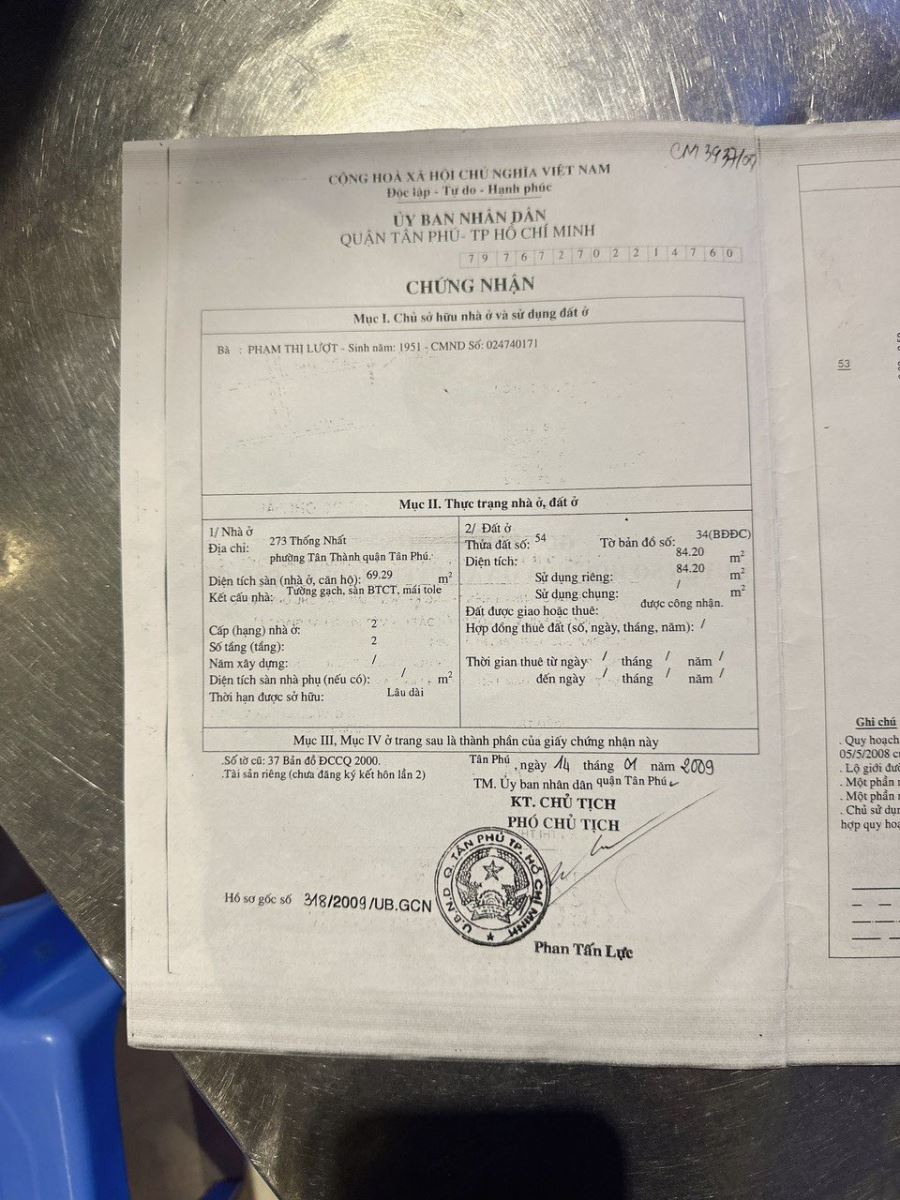 CM 3937/09
CỘNG HOÀ XÃ HỘI CHỦ NGHĨA VIỆT NAM
Độc lập - Tự do - Hạnh phúc
ỦY BAN NHÂN DÂN
QUẬN TÂN PHÚ- TP HỒ CHÍ MINH
7 9 7 6 7 2 7 0 2 2 1 4 7 6 0
CHỨNG NHẬN
Mục I. Chủ sở hữu nhà ở và sử dụng đất ở
Bà : PHẠM THỊ LƯỢT - Sinh năm: 1951 - CMND Số: 024740171
Mục II. Thực trạng nhà ở, đất ở
1/ Nhà ở
Địa chỉ: 273 Thống Nhất
phường Tân Thành quận Tân Phú.
Diện tích sàn (nhà ở, căn hộ): 69.29 m²
Kết cấu nhà: Tường gạch, sàn BTCT, mái tole
Cấp (hạng) nhà ở: 2
Số tầng (tầng): 2
Năm xây dựng: /
Diện tích sàn nhà phụ (nếu có): / m²
Thời hạn được sở hữu: Lâu dài
2/ Đất ở
Thửa đất số: 54 Tờ bản đồ số: 34(BĐĐC)
Diện tích: 84.20 m²
Sử dụng riêng: 84.20 m²
Sử dụng chung: / m²
Đất được giao hoặc thuê: được công nhận.
Hợp đồng thuê đất (số, ngày, tháng, năm): /
Thời gian thuê từ ngày / tháng / năm /
đến ngày / tháng / năm /
Mục III, Mục IV ở trang sau là thành phần của giấy chứng nhận này
.Số tờ cũ: 37 Bản đồ ĐCCQ 2000.
.Tài sản riêng (chưa đăng ký kết hôn lần 2)
Tân Phú , ngày 14 tháng 01 năm 2009
TM. Ủy ban nhân dân quận Tân Phú
KT. CHỦ TỊCH
PHÓ CHỦ TỊCH
Hồ sơ gốc số 318/2009/UB.GCN
U.B.N.D Q. TÂN PHÚ TP. HỒ CHÍ MINH
Phan Tấn Lực
53
Ghi chú
. Quy hoạch
05/5/2008 c
. Lộ giới đư
. Một phần
. Một phần
. Chủ sử dụn
hợp quy hoạ